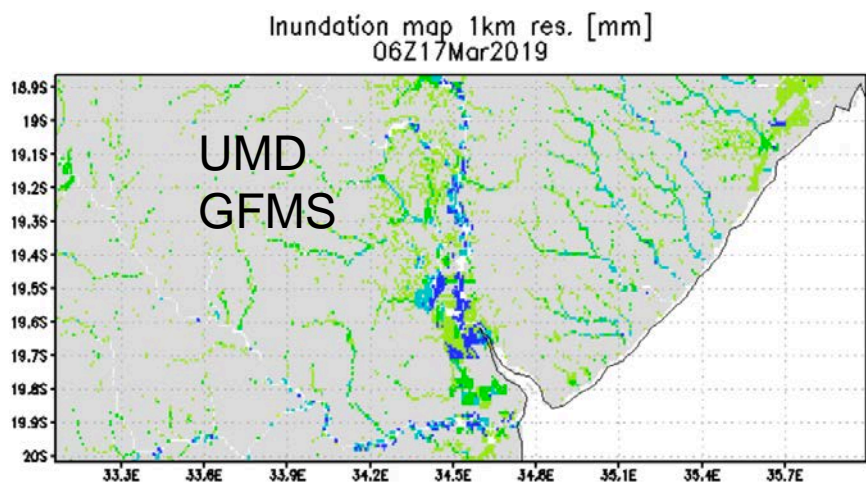 Inundation map 1km res. [mm]
06Z17Mar2019
18.9S
19S
19.1S
19.2S
19.3S
19.4S
19.5S
19.6S
19.7S
19.8S
19.9S
20S
UMD
GFMS
33.3E 33.6E 33.9E 34.2E 34.5E 34.8E 35.1E 35.4E 35.7E